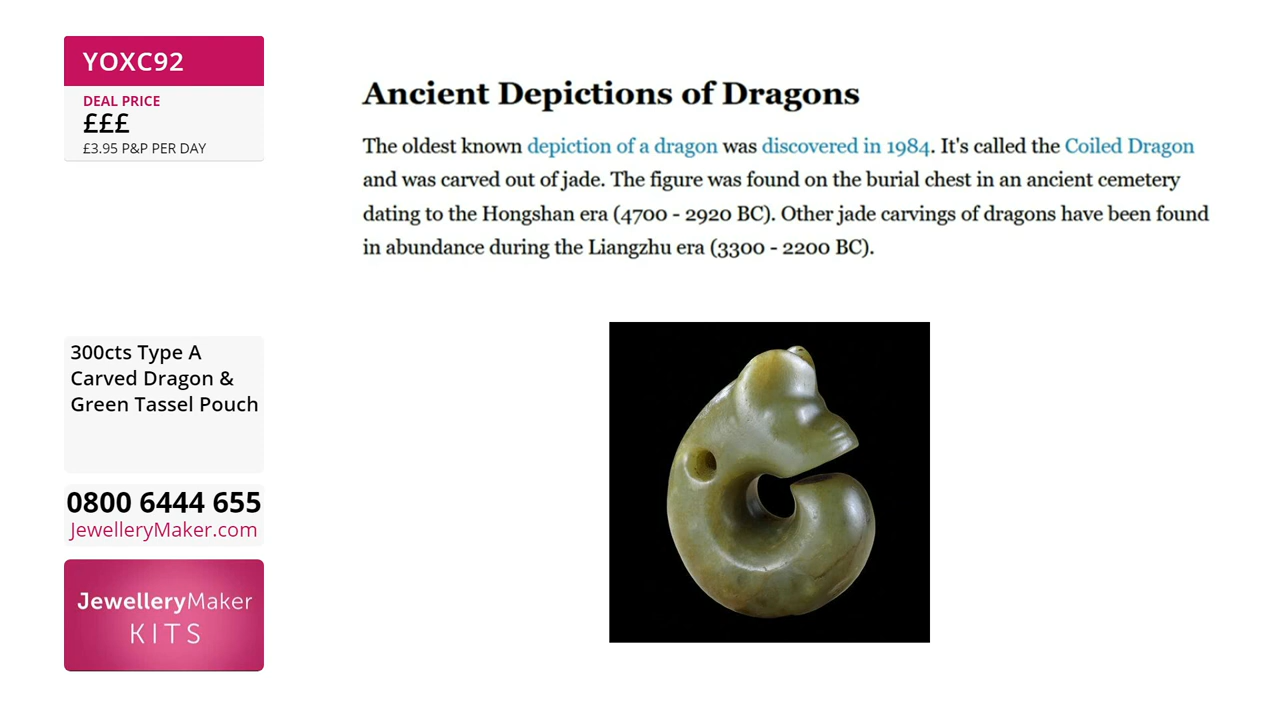 YOXC92
DEAL PRICE
£££
£3.95 P&P PER DAY
Ancient Depictions of Dragons
The oldest known depiction of a dragon was discovered in 1984. It's called the Coiled Dragon
and was carved out of jade. The figure was found on the burial chest in an ancient cemetery
dating to the Hongshan era (4700 - 2920 BC). Other jade carvings of dragons have been found
in abundance during the Liangzhu era (3300 - 2200 BC).
300cts Type A
Carved Dragon &
Green Tassel Pouch
0800 6444 655
JewelleryMaker.com
JewelleryMaker
KITS